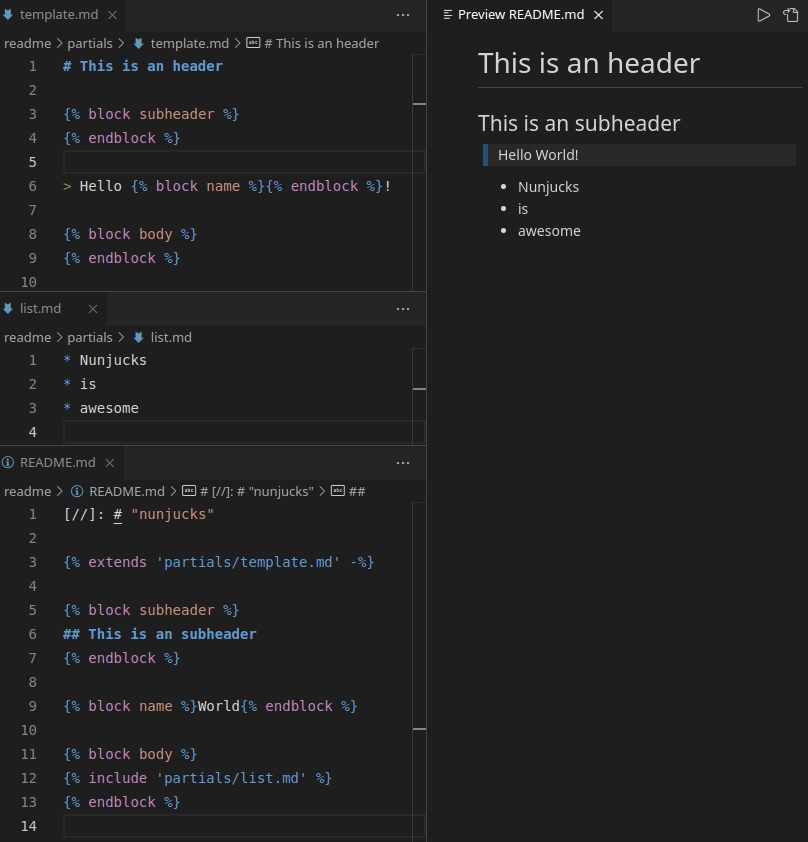 template.md
readme > partials > template.md > # This is an header
1 # This is an header
2
3 {% block subheader %}
4 {% endblock %}
5
6 > Hello {% block name %}{% endblock %}!
7
8 {% block body %}
9 {% endblock %}
10
list.md
readme > partials > list.md
1 * Nunjucks
2 * is
3 * awesome
4
README.md
readme > README.md > # [//]: # "nunjucks" > ##
1 [//]: # "nunjucks"
2
3 {% extends 'partials/template.md' -%}
4
5 {% block subheader %}
6 ## This is an subheader
7 {% endblock %}
8
9 {% block name %}World{% endblock %}
10
11 {% block body %}
12 {% include 'partials/list.md' %}
13 {% endblock %}
14
Preview README.md
This is an header
This is an subheader
Hello World!
• Nunjucks
• is
• awesome